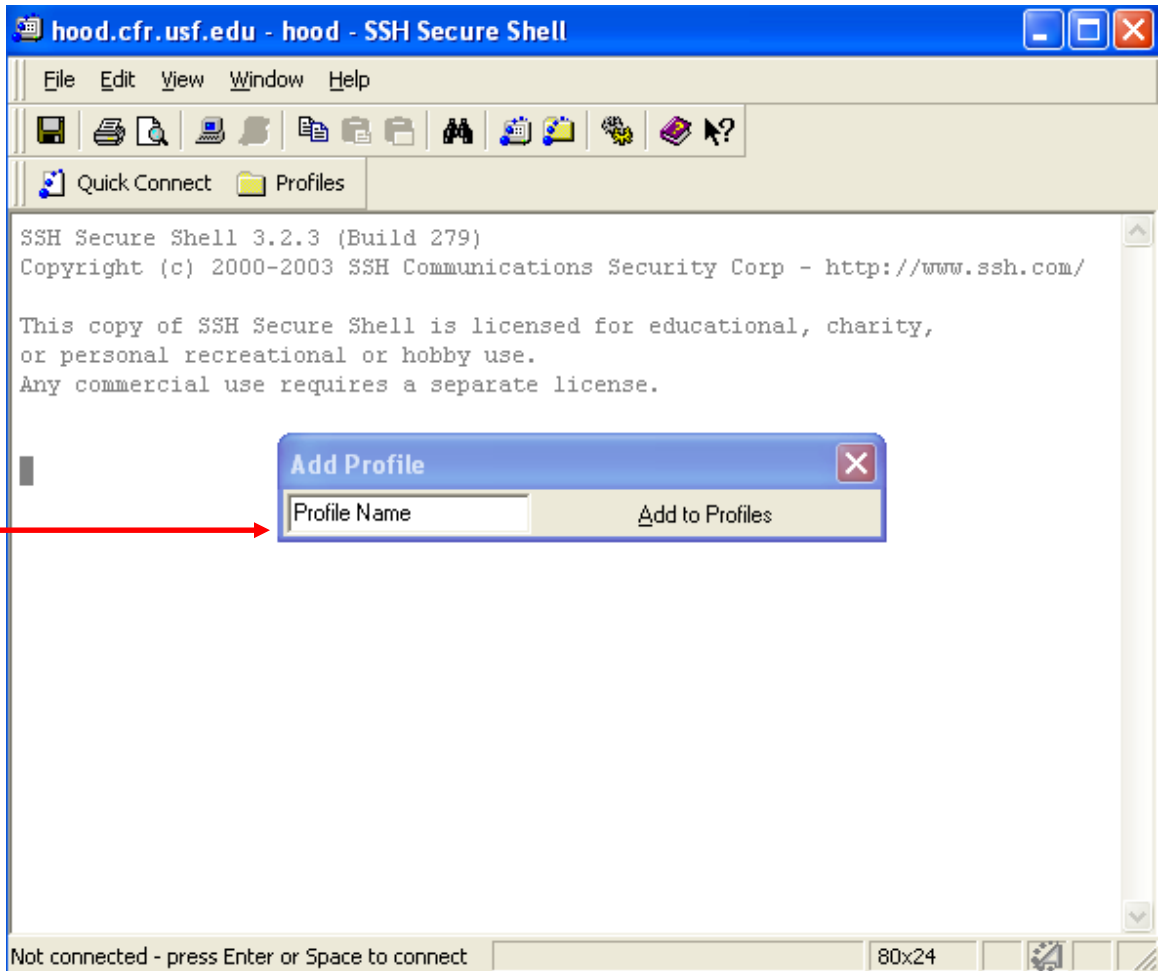 hood.cfr.usf.edu - hood - SSH Secure Shell
File Edit View Window Help
Quick Connect Profiles
SSH Secure Shell 3.2.3 (Build 279)
Copyright (c) 2000-2003 SSH Communications Security Corp - http://www.ssh.com/
This copy of SSH Secure Shell is licensed for educational, charity,
or personal recreational or hobby use.
Any commercial use requires a separate license.
Add Profile
Profile Name Add to Profiles
Not connected - press Enter or Space to connect 80x24